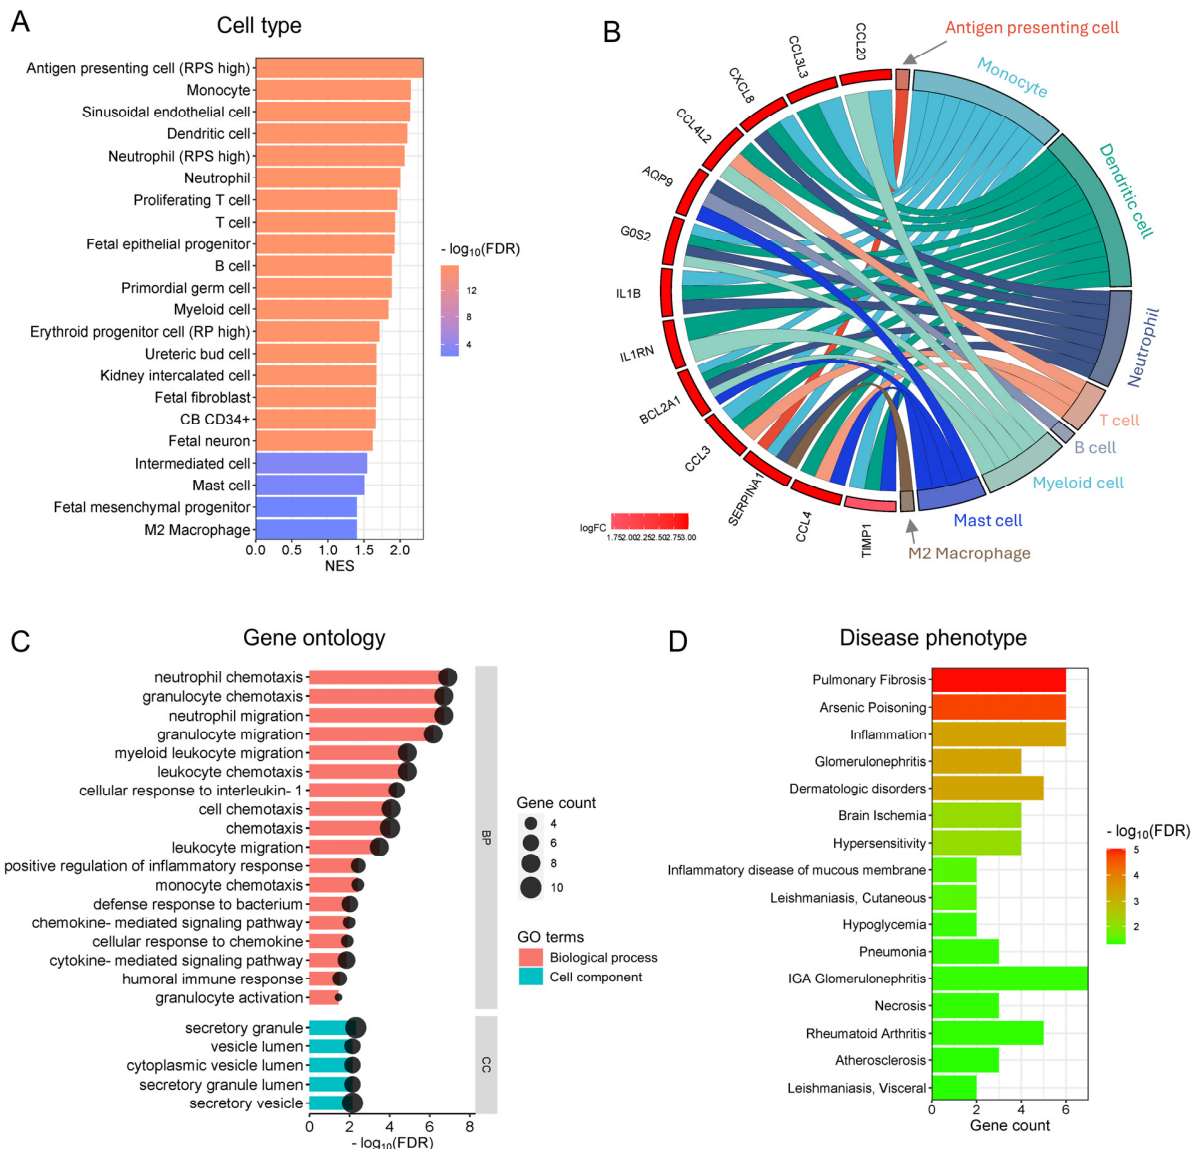 A
Cell type
Antigen presenting cell (RPS high)
Monocyte
Sinusoidal endothelial cell
Dendritic cell
Neutrophil (RPS high)
Neutrophil
Proliferating T cell
T cell
Fetal epithelial progenitor
B cell
Primordial germ cell
Myeloid cell
Erythroid progenitor cell (RP high)
Ureteric bud cell
Kidney intercalated cell
Fetal fibroblast
CB CD34+
Fetal neuron
Intermediated cell
Mast cell
Fetal mesenchymal progenitor
M2 Macrophage
0.0 0.5 1.0 1.5 2.0
NES
- log10(FDR)
12
8
4
B
Antigen presenting cell
Monocyte
Dendritic cell
Neutrophil
T cell
B cell
Myeloid cell
Mast cell
M2 Macrophage
CCL20
CCL3L3
CXCL8
CCL4L2
AQP9
G0S2
IL1B
IL1RN
BCL2A1
CCL3
SERPINA1
CCL4
TIMP1
logFC
1.752.002.252.502.753.00
C
Gene ontology
neutrophil chemotaxis
granulocyte chemotaxis
neutrophil migration
granulocyte migration
myeloid leukocyte migration
leukocyte chemotaxis
cellular response to interleukin- 1
cell chemotaxis
chemotaxis
leukocyte migration
positive regulation of inflammatory response
monocyte chemotaxis
defense response to bacterium
chemokine- mediated signaling pathway
cellular response to chemokine
cytokine- mediated signaling pathway
humoral immune response
granulocyte activation
BP
secretory granule
vesicle lumen
cytoplasmic vesicle lumen
secretory granule lumen
secretory vesicle
CC
0 2 4 6 8
- log10(FDR)
Gene count
4
6
8
10
GO terms
Biological process
Cell component
D
Disease phenotype
Pulmonary Fibrosis
Arsenic Poisoning
Inflammation
Glomerulonephritis
Dermatologic disorders
Brain Ischemia
Hypersensitivity
Inflammatory disease of mucous membrane
Leishmaniasis, Cutaneous
Hypoglycemia
Pneumonia
IGA Glomerulonephritis
Necrosis
Rheumatoid Arthritis
Atherosclerosis
Leishmaniasis, Visceral
0 2 4 6
Gene count
- log10(FDR)
5
4
3
2